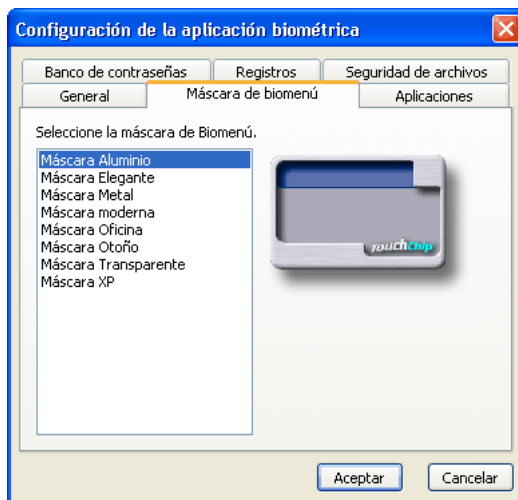 Configuración de la aplicación biométrica
Banco de contraseñas
Registros
Seguridad de archivos
General
Máscara de biomenú
Aplicaciones
Seleccione la máscara de Biomenú.
Máscara Aluminio
Máscara Elegante
Máscara Metal
Máscara moderna
Máscara Oficina
Máscara Otoño
Máscara Transparente
Máscara XP
TouchChip
Aceptar
Cancelar